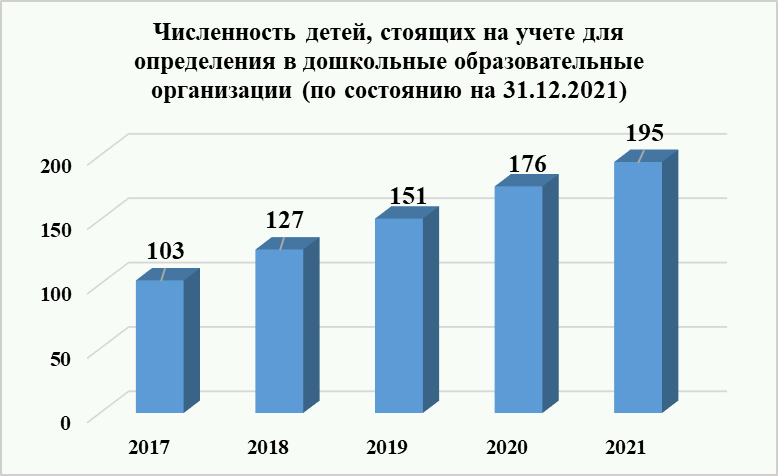 Численность детей, стоящих на учете для
определения в дошкольные образовательные
организации (по состоянию на 31.12.2021)
195
200
176
151
150
127
103
100
50
0
2017 2018 2019 2020 2021